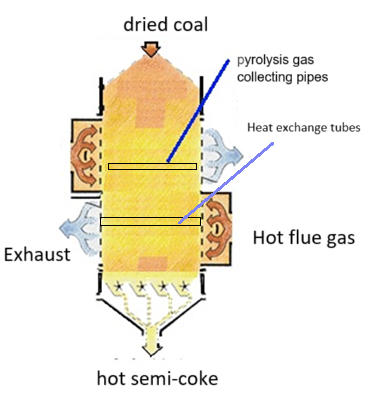 dried coal
pyrolysis gas
collecting pipes
Heat exchange tubes
Hot flue gas
Exhaust
hot semi-coke